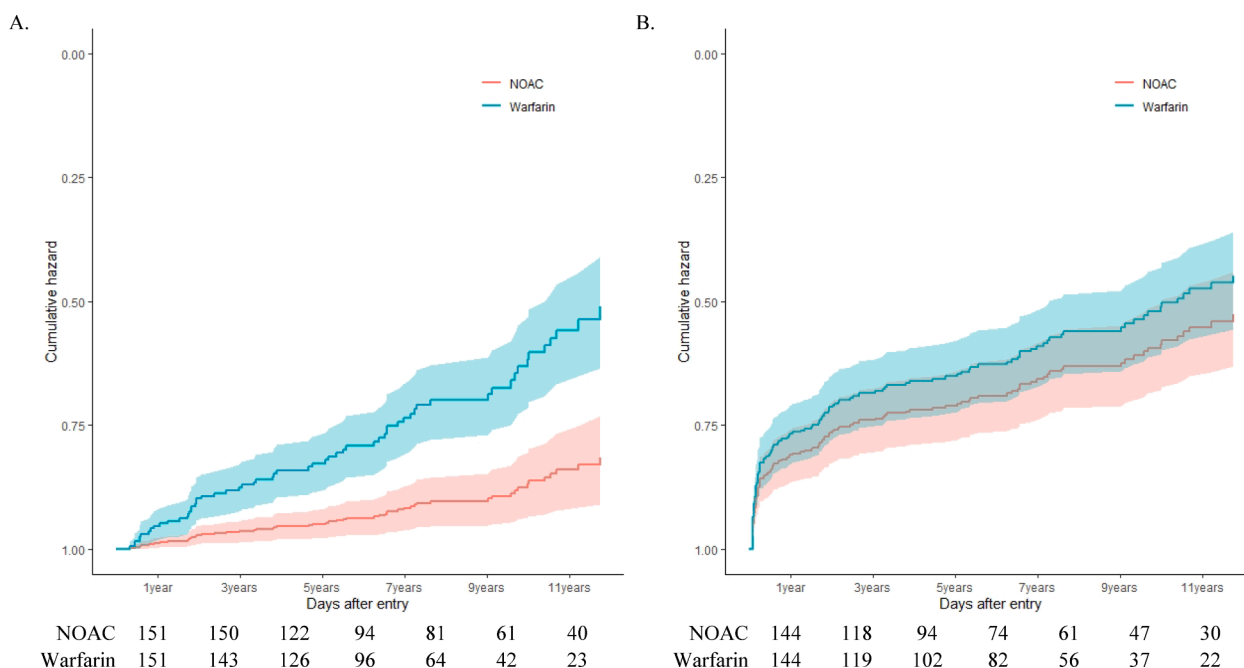 A.
0.00
0.25
0.50
0.75
1.00
Cumulative hazard
NOAC
Warfarin
1year 3years 5years 7years 9years 11years
Days after entry
NOAC 151 150 122 94 81 61 40
Warfarin 151 143 126 96 64 42 23
B.
0.00
0.25
0.50
0.75
1.00
Cumulative hazard
NOAC
Warfarin
1year 3years 5years 7years 9years 11years
Days after entry
NOAC 144 118 94 74 61 47 30
Warfarin 144 119 102 82 56 37 22